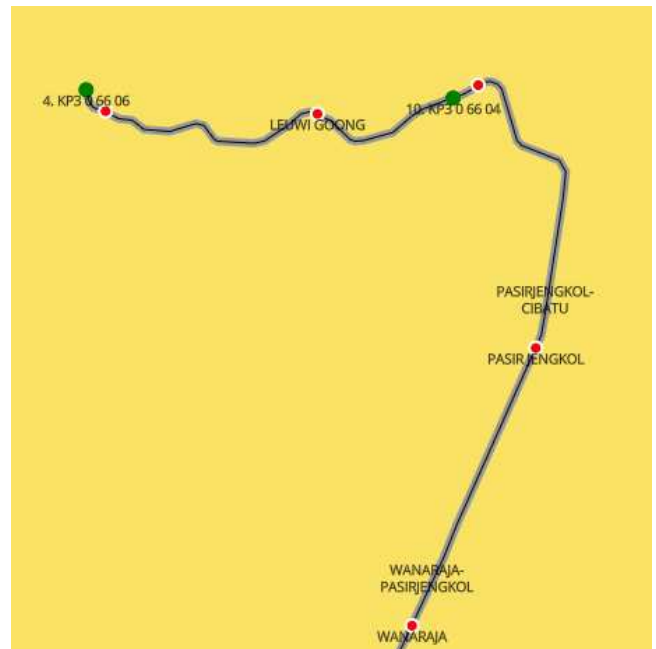 4. KP3 0 66 06
10. KP3 0 66 04
LEUWI GOONG
PASIRJENGKOL-
CIBATU
PASIRJENGKOL
WANARAJA-
PASIRJENGKOL
WANARAJA